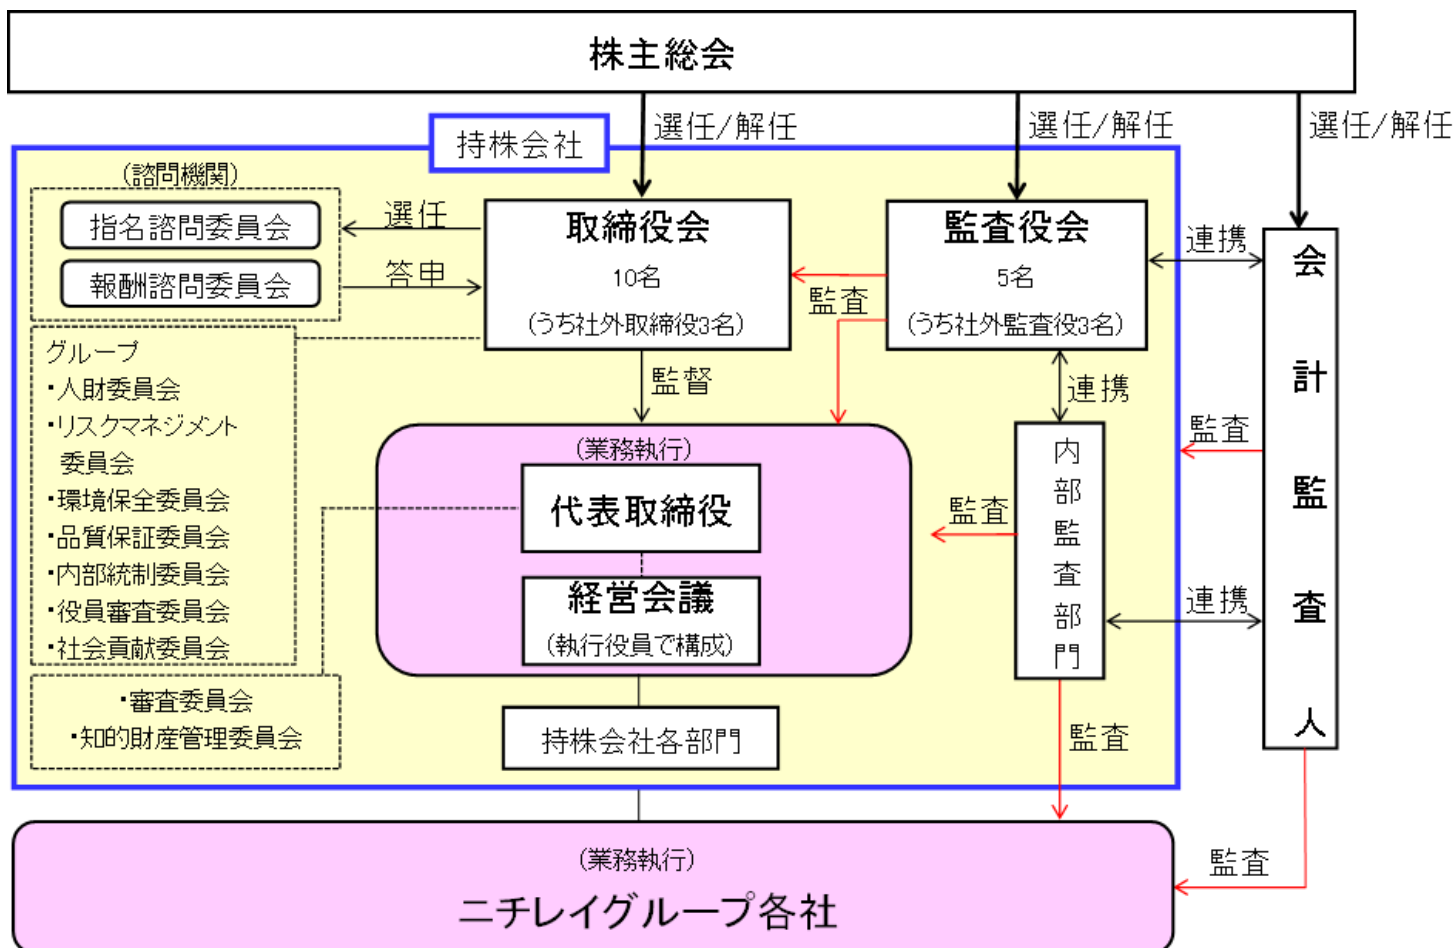 株主総会
選任/解任
選任/解任
選任/解任
持株会社
(諮問機関)
指名諮問委員会
報酬諮問委員会
選任
答申
取締役会
10名
(うち社外取締役3名)
監査役会
5名
(うち社外監査役3名)
監査
連携
会計監査人
グループ
・人財委員会
・リスクマネジメント
委員会
・環境保全委員会
・品質保証委員会
・内部統制委員会
・役員審査委員会
・社会貢献委員会
監督
連携
(業務執行)
代表取締役
経営会議
(執行役員で構成)
監査
内部監査部門
監査
連携
・審査委員会
・知的財産管理委員会
持株会社各部門
監査
監査
(業務執行)
ニチレイグループ各社